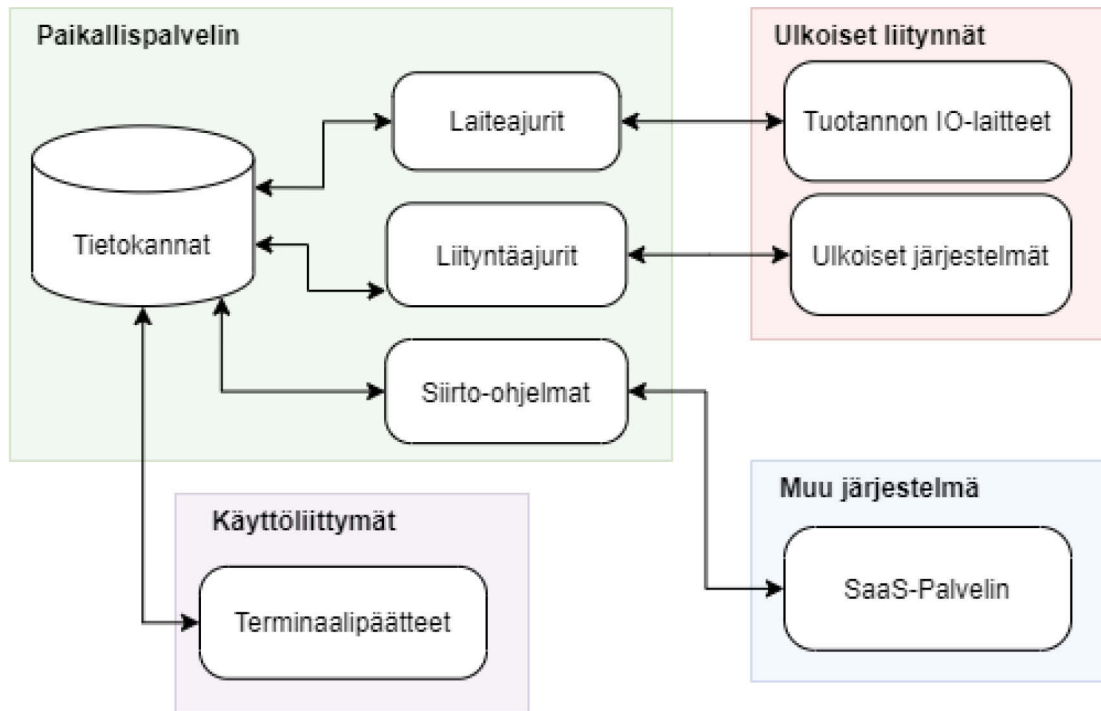 Paikallispalvelin
Tietokannat
Laiteajurit
Liityntäajurit
Siirto-ohjelmat
Ulkoiset liitynnät
Tuotannon IO-laitteet
Ulkoiset järjestelmät
Käyttöliittymät
Terminaalipäätteet
Muu järjestelmä
SaaS-Palvelin